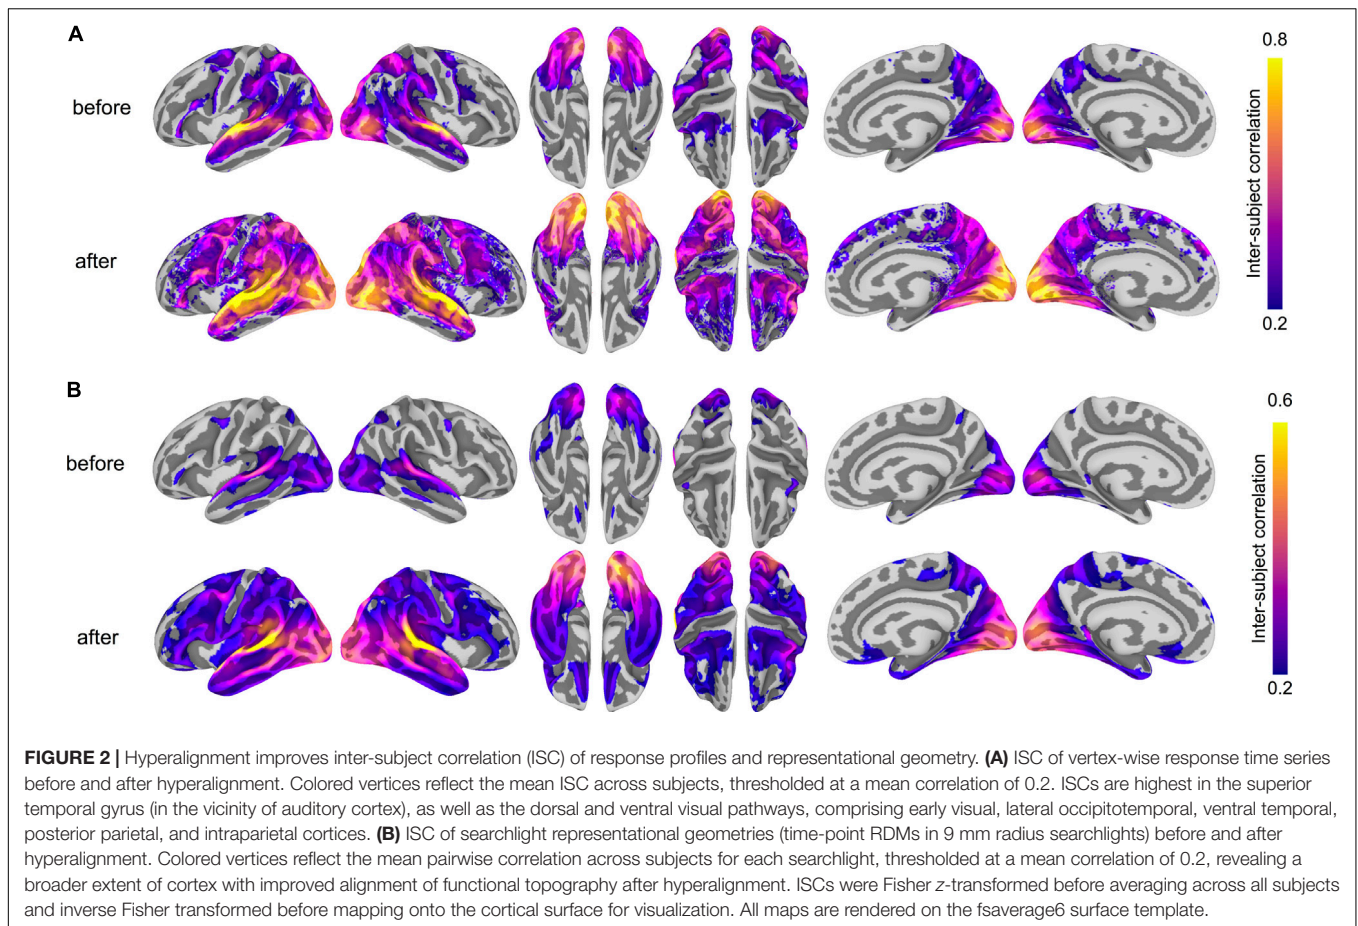 A
before
after
0.8
Inter-subject correlation
0.2
B
before
after
0.6
Inter-subject correlation
0.2
FIGURE 2 | Hyperalignment improves inter-subject correlation (ISC) of response profiles and representational geometry. (A) ISC of vertex-wise response time series
before and after hyperalignment. Colored vertices reflect the mean ISC across subjects, thresholded at a mean correlation of 0.2. ISCs are highest in the superior
temporal gyrus (in the vicinity of auditory cortex), as well as the dorsal and ventral visual pathways, comprising early visual, lateral occipitotemporal, ventral temporal,
posterior parietal, and intraparietal cortices. (B) ISC of searchlight representational geometries (time-point RDMs in 9 mm radius searchlights) before and after
hyperalignment. Colored vertices reflect the mean pairwise correlation across subjects for each searchlight, thresholded at a mean correlation of 0.2, revealing a
broader extent of cortex with improved alignment of functional topography after hyperalignment. ISCs were Fisher z-transformed before averaging across all subjects
and inverse Fisher transformed before mapping onto the cortical surface for visualization. All maps are rendered on the fsaverage6 surface template.